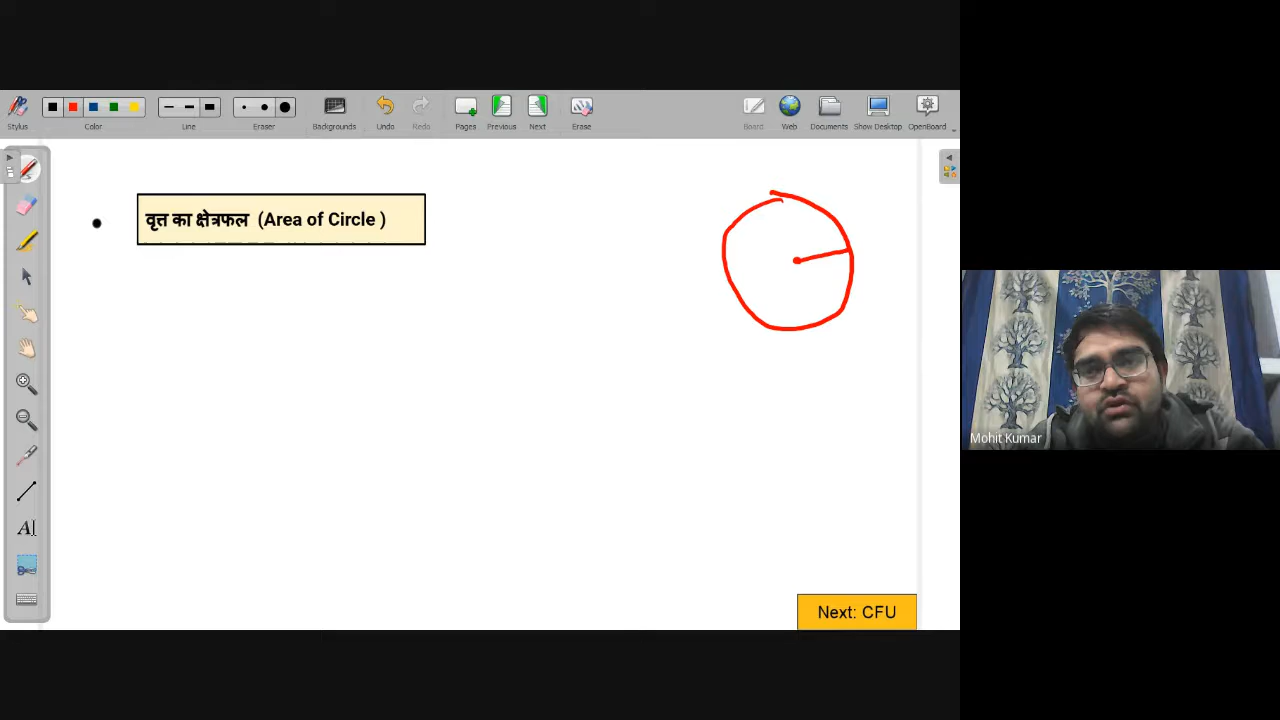 Stylus
Color
Line
Eraser
Backgrounds
Undo
Redo
Pages
Previous
Next
Erase
Board
Web
Documents
Show Desktop
OpenBoard
वृत्त का क्षेत्रफल (Area of Circle )
A
Mohit Kumar
Next: CFU